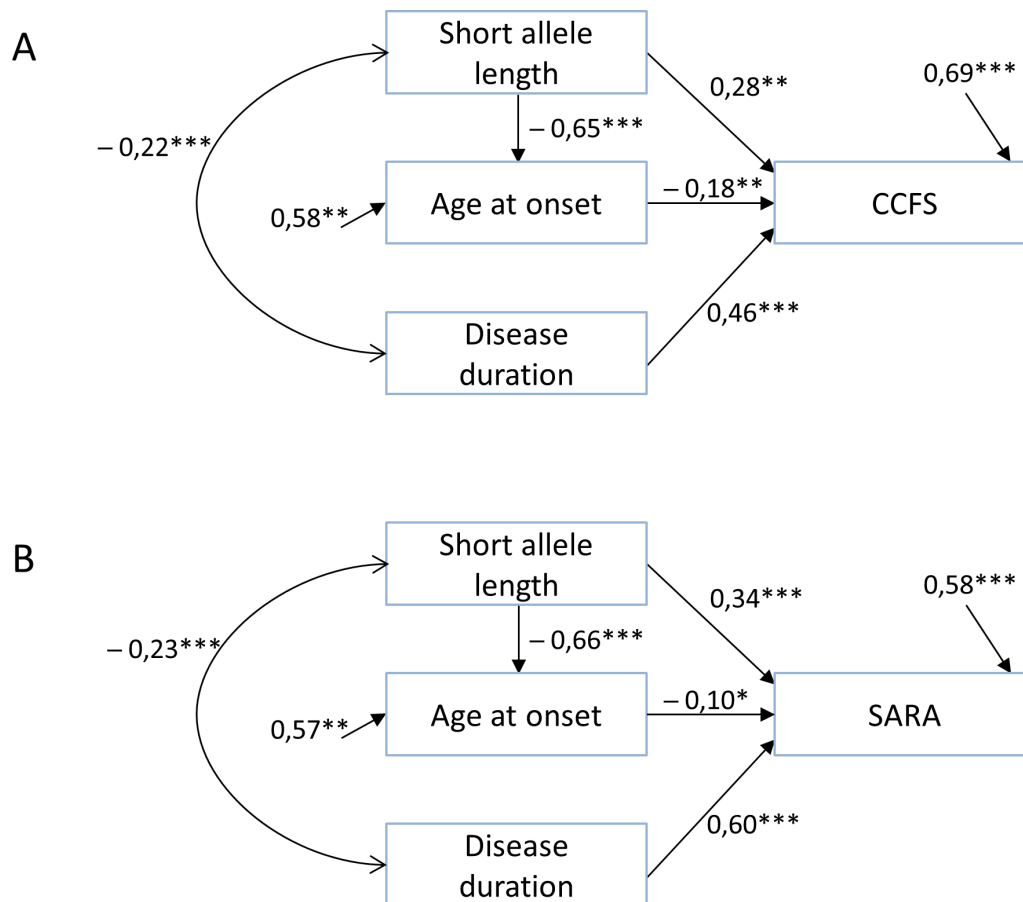 A
Short allele
length
0,28**
0,69***
– 0,22***
– 0,65***
Age at onset
– 0,18**
CCFS
0,58**
0,46***
Disease
duration
B
Short allele
length
0,34***
0,58***
– 0,23***
– 0,66***
Age at onset
– 0,10*
SARA
0,57**
0,60***
Disease
duration